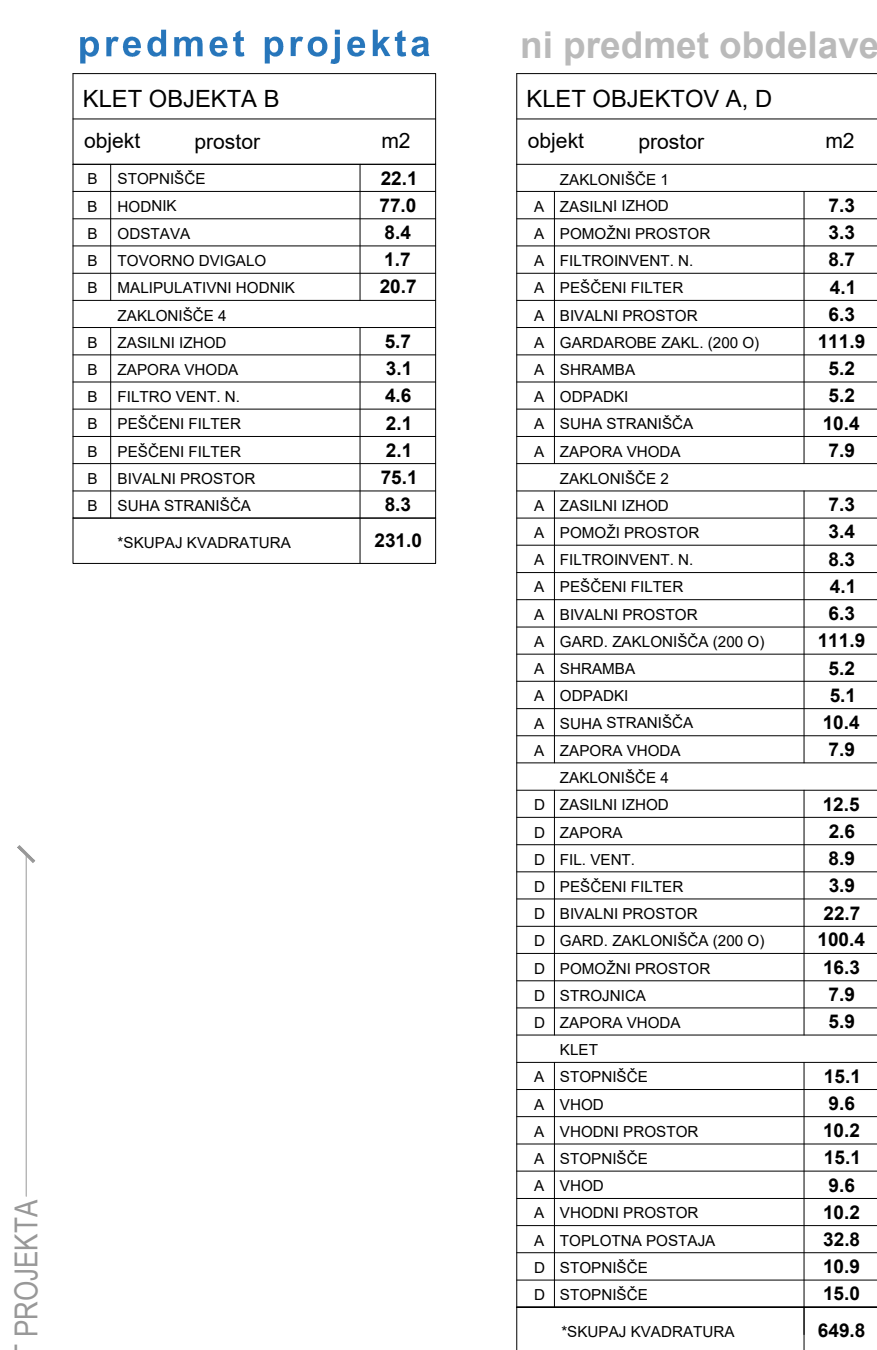 predmet projekta
KLET OBJEKTA B
objekt prostor m2
B STOPNIŠČE 22.1
B HODNIK 77.0
B ODSTAVA 8.4
B TOVORNO DVIGALO 1.7
B MALIPULATIVNI HODNIK 20.7
ZAKLONIŠČE 4
B ZASILNI IZHOD 5.7
B ZAPORA VHODA 3.1
B FILTRO VENT. N. 4.6
B PEŠČENI FILTER 2.1
B PEŠČENI FILTER 2.1
B BIVALNI PROSTOR 75.1
B SUHA STRANIŠČA 8.3
*SKUPAJ KVADRATURA 231.0
ni predmet obdelave
KLET OBJEKTOV A, D
objekt prostor m2
ZAKLONIŠČE 1
A ZASILNI IZHOD 7.3
A POMOŽNI PROSTOR 3.3
A FILTROINVENT. N. 8.7
A PEŠČENI FILTER 4.1
A BIVALNI PROSTOR 6.3
A GARDAROBE ZAKL. (200 O) 111.9
A SHRAMBA 5.2
A ODPADKI 5.2
A SUHA STRANIŠČA 10.4
A ZAPORA VHODA 7.9
ZAKLONIŠČE 2
A ZASILNI IZHOD 7.3
A POMOŽI PROSTOR 3.4
A FILTROINVENT. N. 8.3
A PEŠČENI FILTER 4.1
A BIVALNI PROSTOR 6.3
A GARD. ZAKLONIŠČA (200 O) 111.9
A SHRAMBA 5.2
A ODPADKI 5.1
A SUHA STRANIŠČA 10.4
A ZAPORA VHODA 7.9
ZAKLONIŠČE 4
D ZASILNI IZHOD 12.5
D ZAPORA 2.6
D FIL. VENT. 8.9
D PEŠČENI FILTER 3.9
D BIVALNI PROSTOR 22.7
D GARD. ZAKLONIŠČA (200 O) 100.4
D POMOŽNI PROSTOR 16.3
D STROJNICA 7.9
D ZAPORA VHODA 5.9
KLET
A STOPNIŠČE 15.1
A VHOD 9.6
A VHODNI PROSTOR 10.2
A STOPNIŠČE 15.1
A VHOD 9.6
A VHODNI PROSTOR 10.2
A TOPLOTNA POSTAJA 32.8
D STOPNIŠČE 10.9
D STOPNIŠČE 15.0
*SKUPAJ KVADRATURA 649.8
PROJEKTA